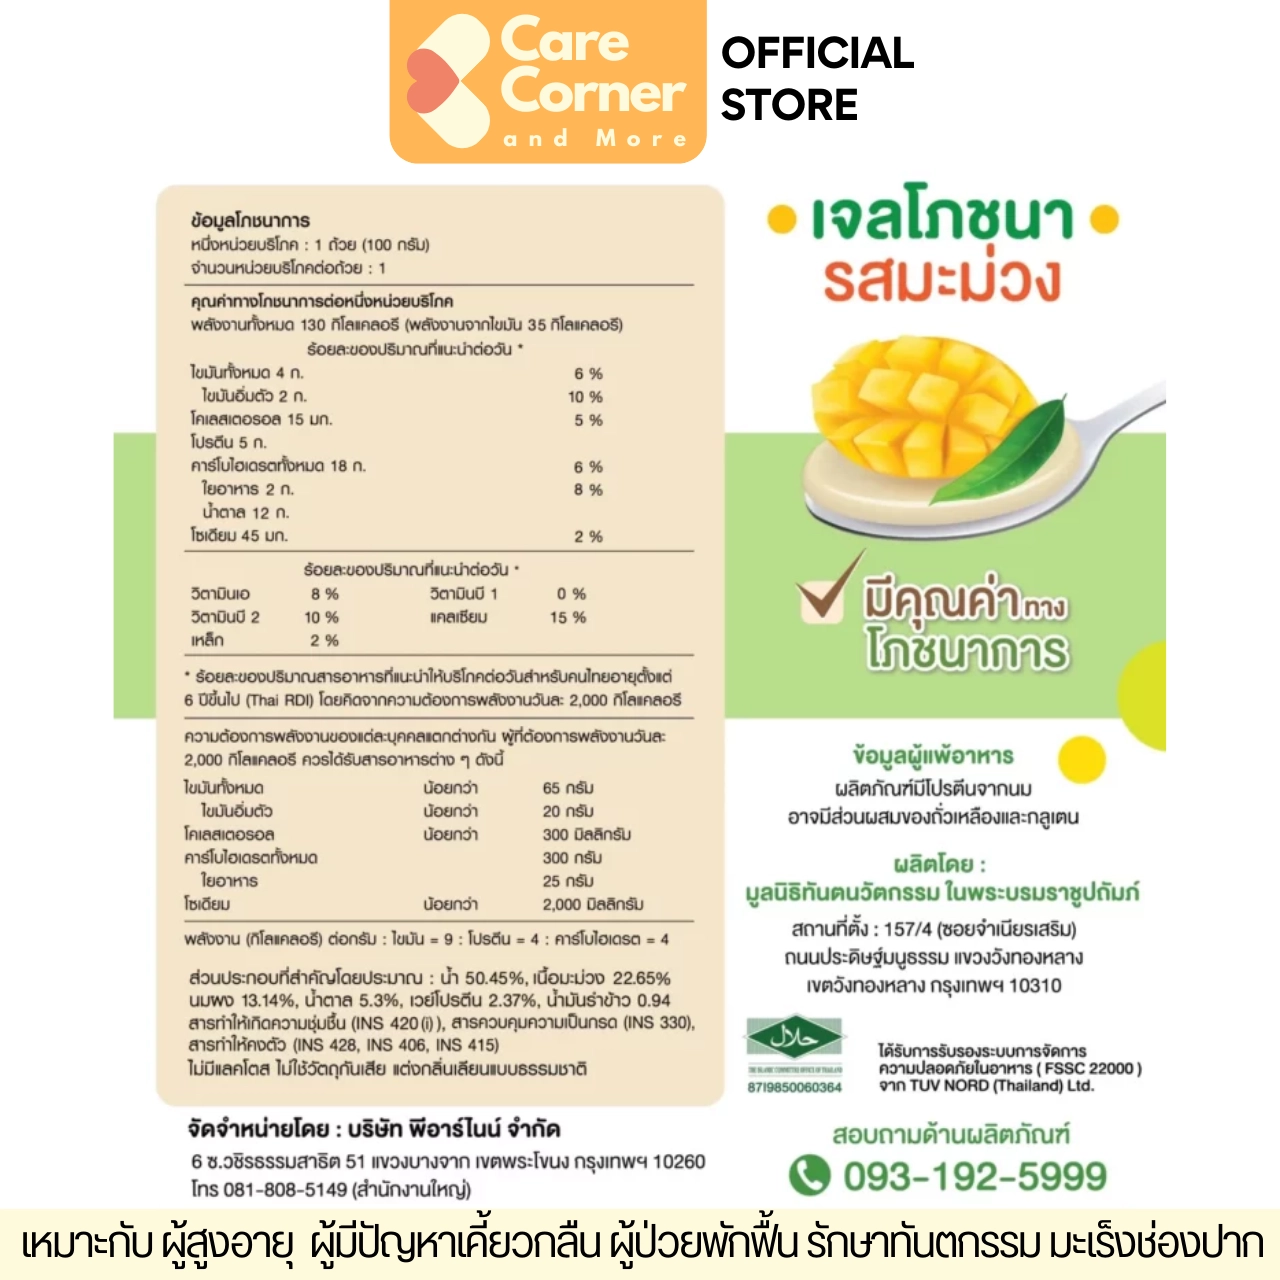 Care
Corner
and More
OFFICIAL
STORE
ข้อมูลโภชนาการ
หนึ่งหน่วยบริโภค : 1 ถ้วย (100 กรัม)
จำนวนหน่วยบริโภคต่อถ้วย : 1
คุณค่าทางโภชนาการต่อหนึ่งหน่วยบริโภค
พลังงานทั้งหมด 130 กิโลแคลอรี (พลังงานจากไขมัน 35 กิโลแคลอรี)
ร้อยละของปริมาณที่แนะนำต่อวัน *
ไขมันทั้งหมด 4 ก. 6 %
ไขมันอิ่มตัว 2 ก. 10 %
โคเลสเตอรอล 15 มก. 5 %
โปรตีน 5 ก.
คาร์โบไฮเดรตทั้งหมด 18 ก. 6 %
ใยอาหาร 2 ก. 8 %
น้ำตาล 12 ก.
โซเดียม 45 มก. 2 %
ร้อยละของปริมาณที่แนะนำต่อวัน *
วิตามินเอ 8 % วิตามินบี 1 0 %
วิตามินบี 2 10 % แคลเซียม 15 %
เหล็ก 2 %
* ร้อยละของปริมาณสารอาหารที่แนะนำให้บริโภคต่อวันสำหรับคนไทยอายุตั้งแต่
6 ปีขึ้นไป (Thai RDI) โดยคิดจากความต้องการพลังงานวันละ 2,000 กิโลแคลอรี
ความต้องการพลังงานของแต่ละบุคคลแตกต่างกัน ผู้ที่ต้องการพลังงานวันละ
2,000 กิโลแคลอรี ควรได้รับสารอาหารต่าง ๆ ดังนี้
ไขมันทั้งหมด น้อยกว่า 65 กรัม
ไขมันอิ่มตัว น้อยกว่า 20 กรัม
โคเลสเตอรอล น้อยกว่า 300 มิลลิกรัม
คาร์โบไฮเดรตทั้งหมด 300 กรัม
ใยอาหาร 25 กรัม
โซเดียม น้อยกว่า 2,000 มิลลิกรัม
พลังงาน (กิโลแคลอรี) ต่อกรัม : ไขมัน = 9 : โปรตีน = 4 : คาร์โบไฮเดรต = 4
ส่วนประกอบที่สำคัญโดยประมาณ : น้ำ 50.45%, เนื้อมะม่วง 22.65%
นมผง 13.14%, น้ำตาล 5.3%, เวย์โปรตีน 2.37%, น้ำมันรำข้าว 0.94
สารทำให้เกิดความชุ่มชื้น (INS 420(i)), สารควบคุมความเป็นกรด (INS 330),
สารทำให้คงตัว (INS 428, INS 406, INS 415)
ไม่มีแลคโตส ไม่ใช้วัตถุกันเสีย แต่งกลิ่นเลียนแบบธรรมชาติ
จัดจำหน่ายโดย : บริษัท พีอาร์ไนน์ จำกัด
6 ซ.วชิรธรรมสาธิต 51 แขวงบางจาก เขตพระโขนง กรุงเทพฯ 10260
โทร 081-808-5149 (สำนักงานใหญ่)
เจลโภชนา
รสมะม่วง
มีคุณค่าทาง
โภชนาการ
ข้อมูลผู้แพ้อาหาร
ผลิตภัณฑ์มีโปรตีนจากนม
อาจมีส่วนผสมของถั่วเหลืองและกลูเตน
ผลิตโดย :
มูลนิธิทันตนวัตกรรม ในพระบรมราชูปถัมภ์
สถานที่ตั้ง : 157/4 (ซอยจำเนียรเสริม)
ถนนประดิษฐ์มนูธรรม แขวงวังทองหลาง
เขตวังทองหลาง กรุงเทพฯ 10310
حلال
THE ISLAMIC COMMITTEE OFFICE OF THAILAND
8719850060364
ได้รับการรับรองระบบการจัดการ
ความปลอดภัยในอาหาร ( FSSC 22000 )
จาก TUV NORD (Thailand) Ltd.
สอบถามด้านผลิตภัณฑ์
093-192-5999
เหมาะกับ ผู้สูงอายุ ผู้มีปัญหาเคี้ยวกลืน ผู้ป่วยพักฟื้น รักษาทันตกรรม มะเร็งช่องปาก